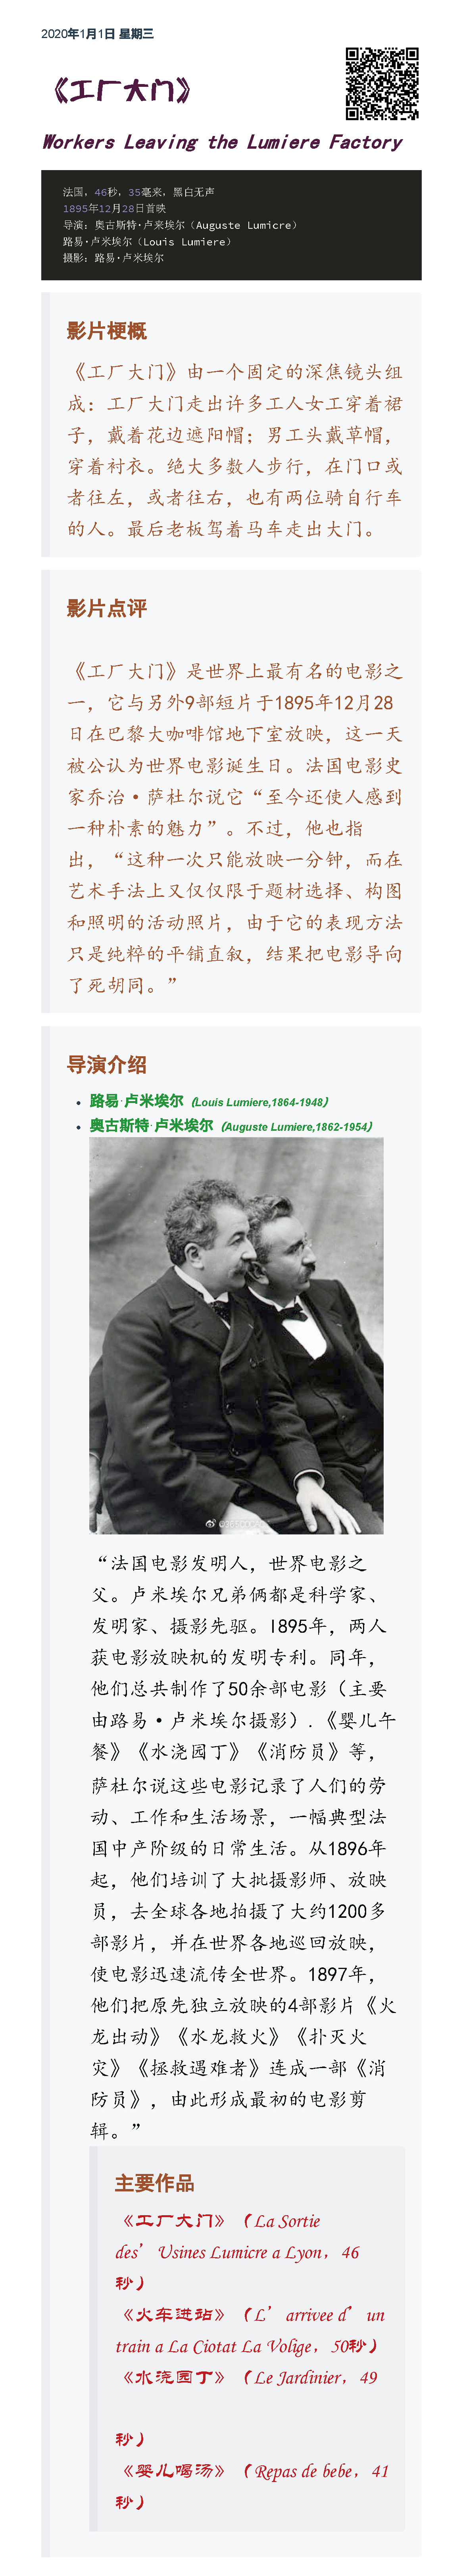 2020年1月1日 星期三
《工厂大门》
Workers Leaving the Lumiere Factory
法国，46秒，35毫来，黑白无声
1895年12月28日首映
导演：奥古斯特·卢米埃尔（Auguste Lumicre）
路易·卢米埃尔（Louis Lumiere）
摄影：路易·卢米埃尔
影片梗概
《工厂大门》由一个固定的深焦镜头组
成：工厂大门走出许多工人女工穿着裙
子，戴着花边遮阳帽；男工头戴草帽，
穿着衬衣。绝大多数人步行，在门口或
者往左，或者往右，也有两位骑自行车
的人。最后老板驾着马车走出大门。
影片点评
《工厂大门》是世界上最有名的电影之
一，它与另外9部短片于1895年12月28
日在巴黎大咖啡馆地下室放映，这一天
被公认为世界电影诞生日。法国电影史
家乔治·萨杜尔说它“至今还使人感到
一种朴素的魅力”。不过，他也指
出，“这种一次只能放映一分钟，而在
艺术手法上又仅仅限于题材选择、构图
和照明的活动照片，由于它的表现方法
只是纯粹的平铺直叙，结果把电影导向
了死胡同。”
导演介绍
路易·卢米埃尔（Louis Lumiere,1864-1948）
奥古斯特·卢米埃尔（Auguste Lumiere,1862-1954）
“法国电影发明人，世界电影之
父。卢米埃尔兄弟俩都是科学家、
发明家、摄影先驱。l895年，两人
获电影放映机的发明专利。同年，
他们总共制作了50余部电影（主要
由路易·卢米埃尔摄影）.《婴儿午
餐》《水浇园丁》《消防员》等，
萨杜尔说这些电影记录了人们的劳
动、工作和生活场景，一幅典型法
国中产阶级的日常生活。从1896年
起，他们培训了大批摄影师、放映
员，去全球各地拍摄了大约1200多
部影片，并在世界各地巡回放映，
使电影迅速流传全世界。1897年，
他们把原先独立放映的4部影片《火
龙出动》《水龙救火》《扑灭火
灾》《拯救遇难者》连成一部《消
防员》，由此形成最初的电影剪
辑。”
主要作品
《工厂大门》（La Sortie
des’Usines Lumicre a Lyon，46
秒）
《火车进站》（L’arrivee d’un
train a La Ciotat La Volige，50秒）
《水浇园丁》（Le Jardinier，49
秒）
《婴儿喝汤》（Repas de bebe，41
秒）